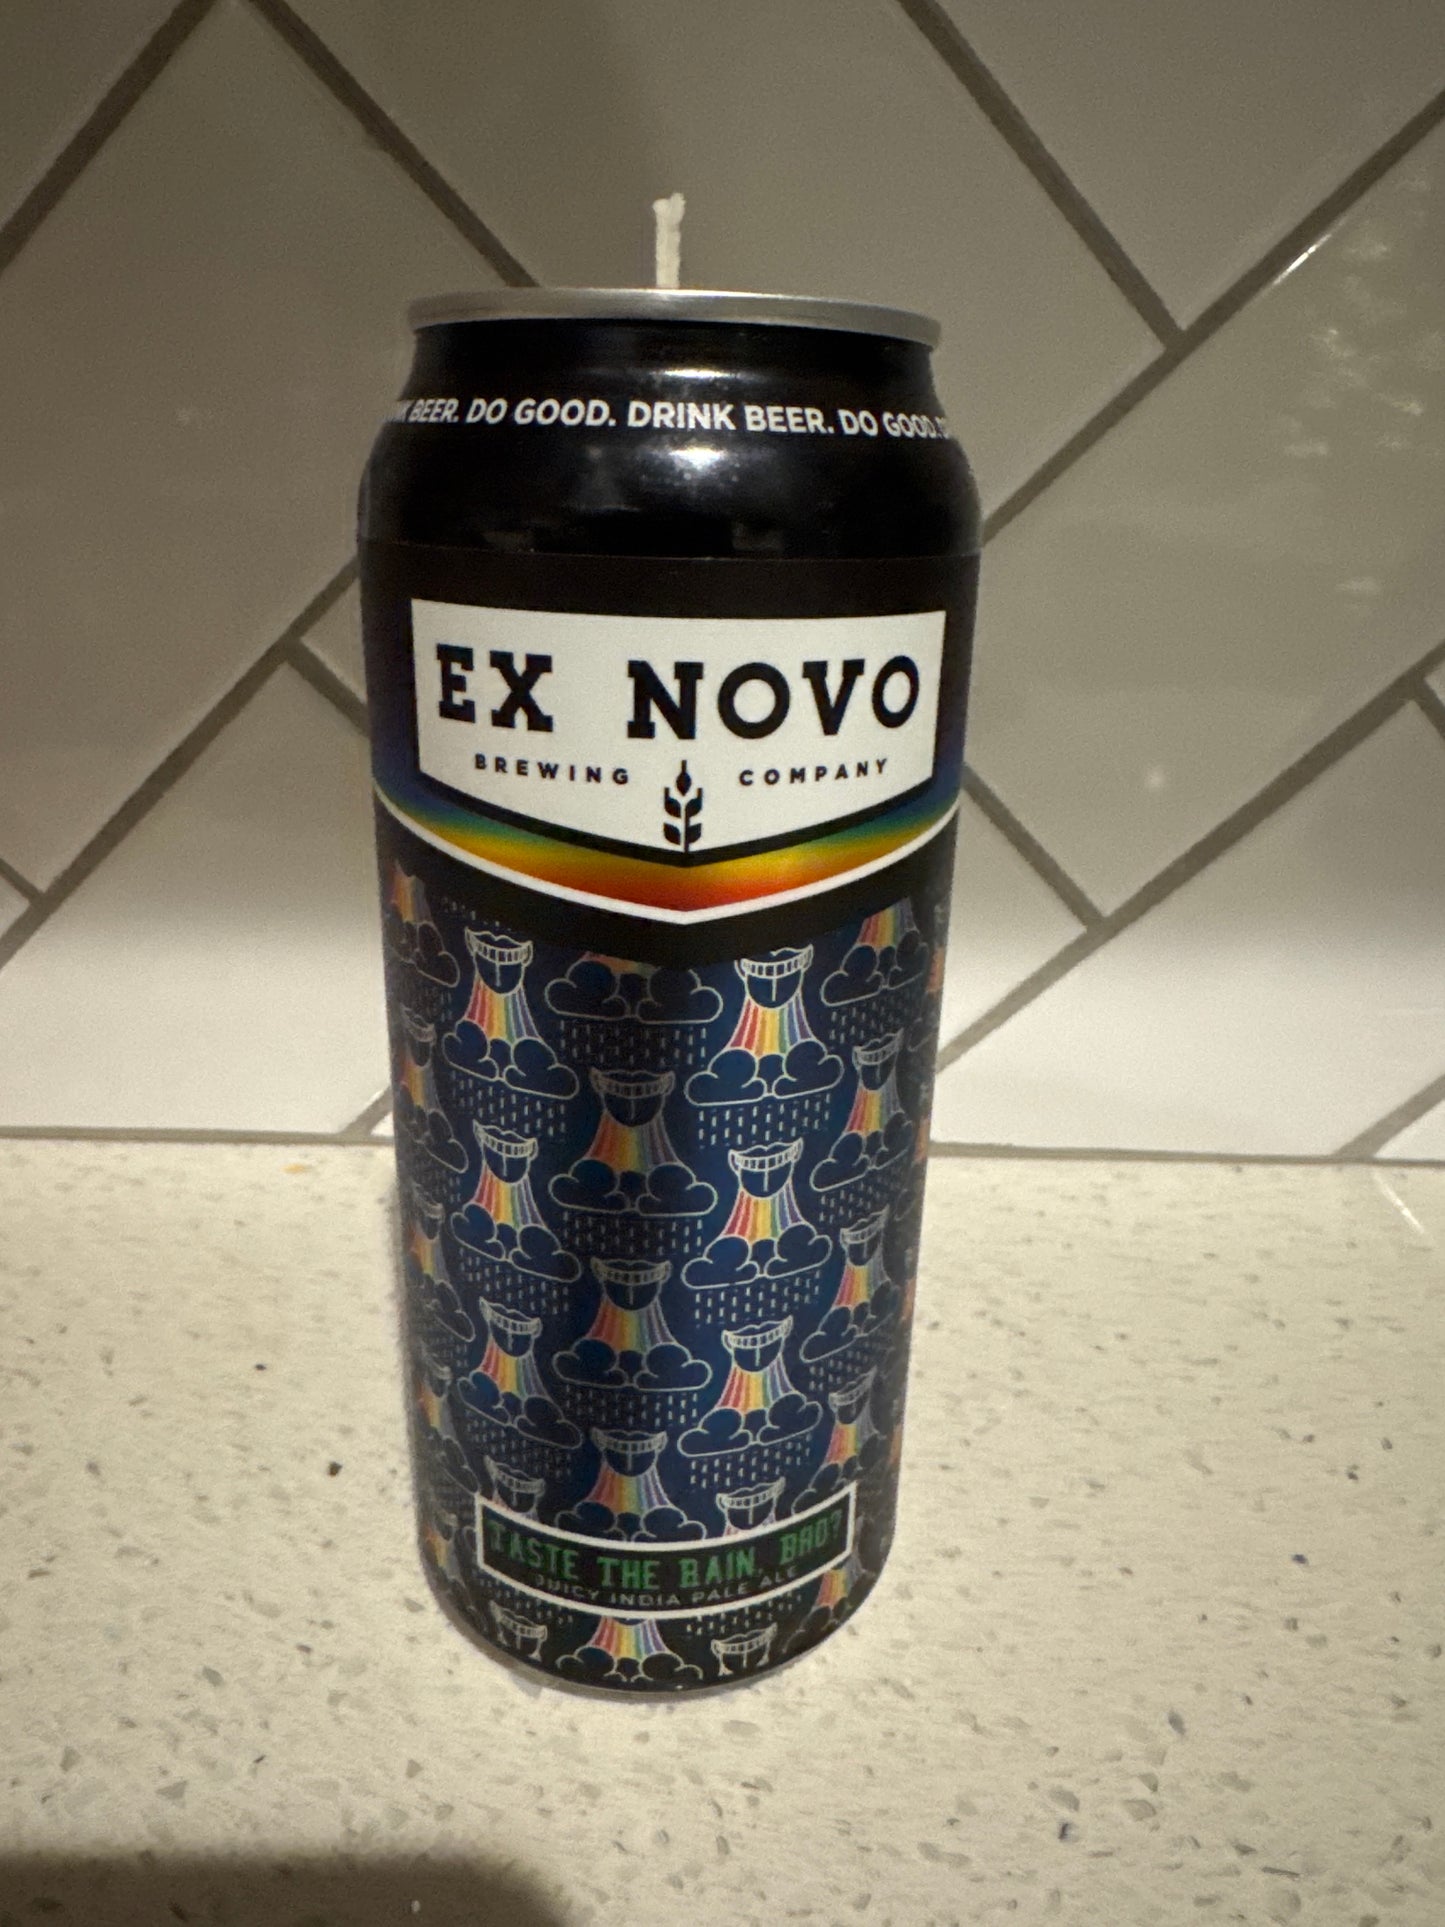 BEER. DO GOOD. DRINK BEER. DO GOOD.
EX NOVO
BREWING COMPANY
TASTE THE RAIN, BRO?
JUICY INDIA PALE ALE